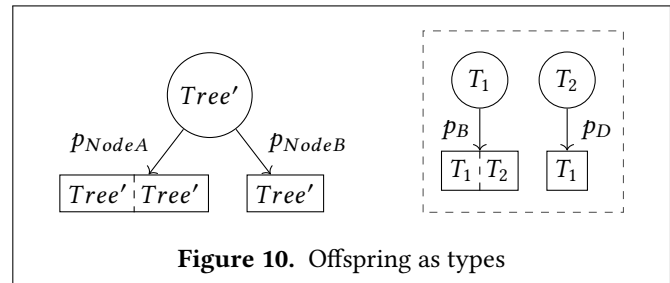 Tree′
p_NodeA p_NodeB
Tree′ Tree′ Tree′
T₁ T₂
p_B p_D
T₁ T₂ T₁
Figure 10. Offspring as types